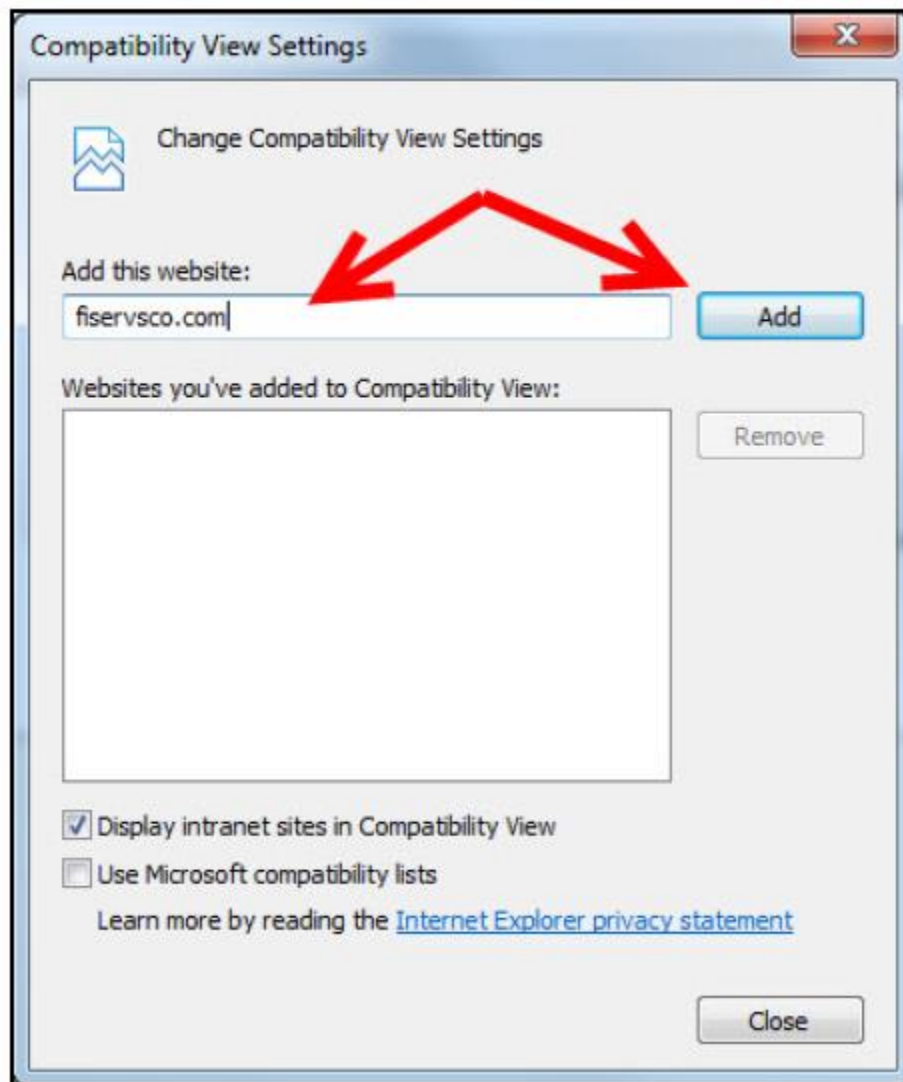 Compatibility View Settings
Change Compatibility View Settings
Add this website:
fiservsco.com
Add
Websites you've added to Compatibility View:
Remove
Display intranet sites in Compatibility View
Use Microsoft compatibility lists
Learn more by reading the Internet Explorer privacy statement
Close